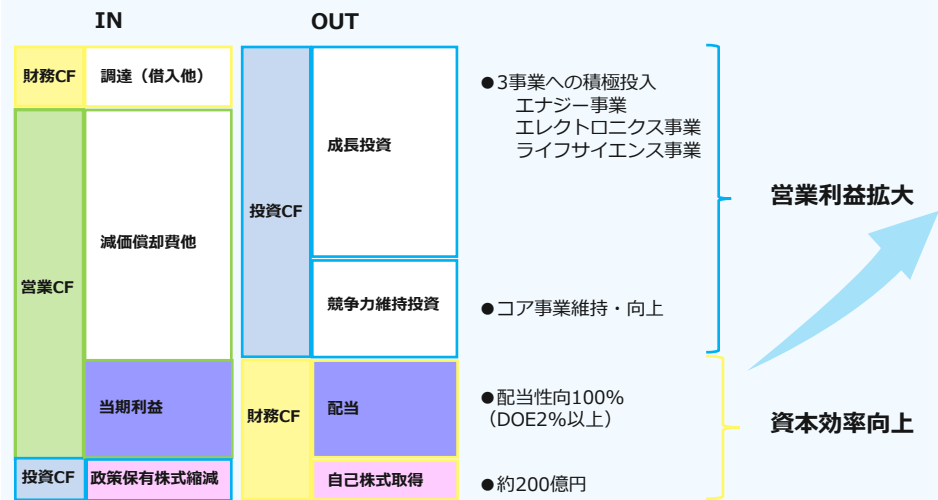 IN
OUT
財務CF
調達（借入他）
営業CF
減価償却費他
当期利益
投資CF
政策保有株式縮減
投資CF
成長投資
競争力維持投資
財務CF
配当
自己株式取得
●3事業への積極投入
エナジー事業
エレクトロニクス事業
ライフサイエンス事業
●コア事業維持・向上
●配当性向100%
（DOE2%以上）
●約200億円
営業利益拡大
資本効率向上